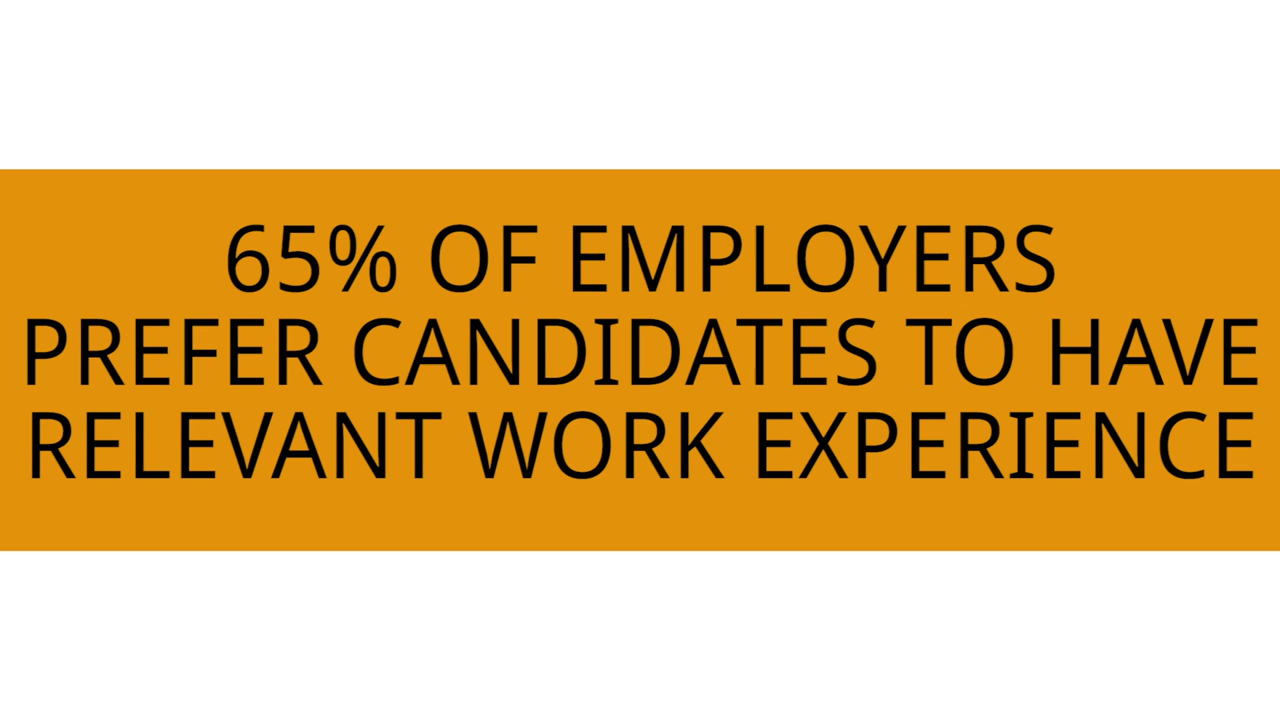 65% OF EMPLOYERS
PREFER CANDIDATES TO HAVE
RELEVANT WORK EXPERIENCE